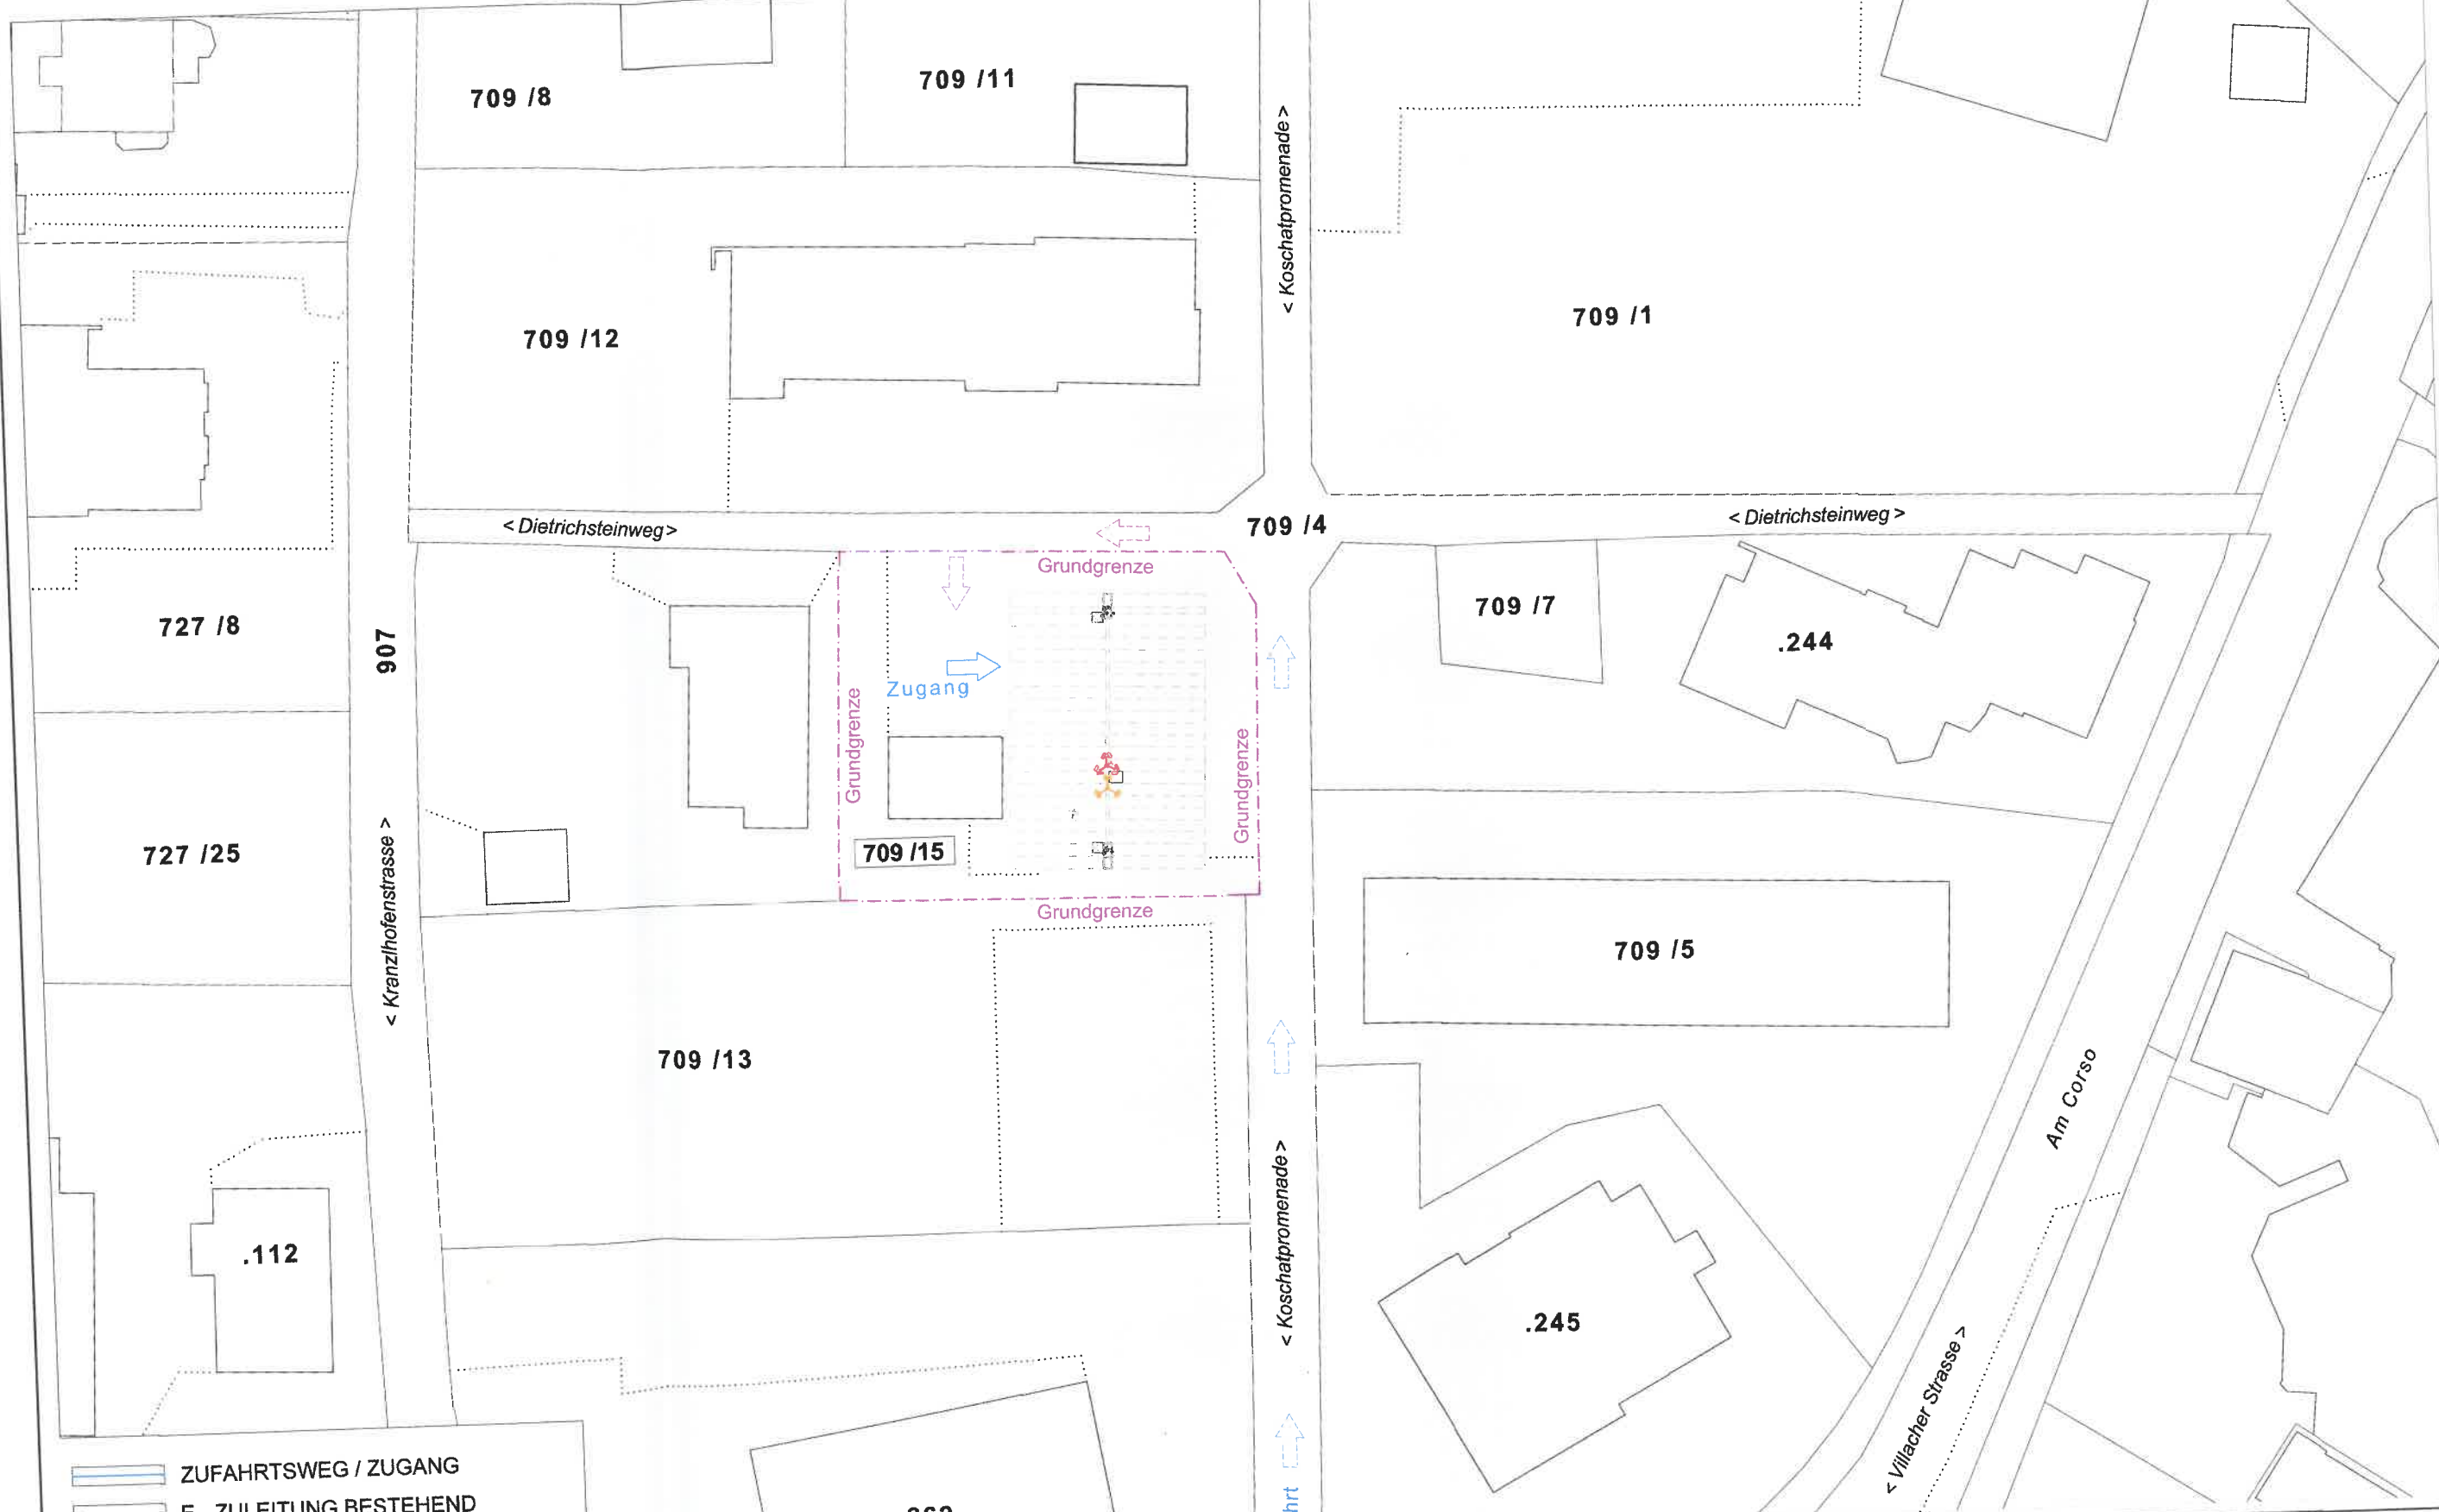 709 /8
709 /11
< Koschatpromenade >
709 /12
709 /1
< Dietrichsteinweg >
709 /4
< Dietrichsteinweg >
Grundgrenze
727 /8
907
709 /7
.244
Zugang
Grundgrenze
Grundgrenze
727 /25
< Kranzlhofenstrasse >
709 /15
Grundgrenze
709 /5
709 /13
Am Corso
.112
< Koschatpromenade >
.245
< Villacher Strasse >
ZUFAHRTSWEG / ZUGANG
ZULEITUNG BESTEHEND